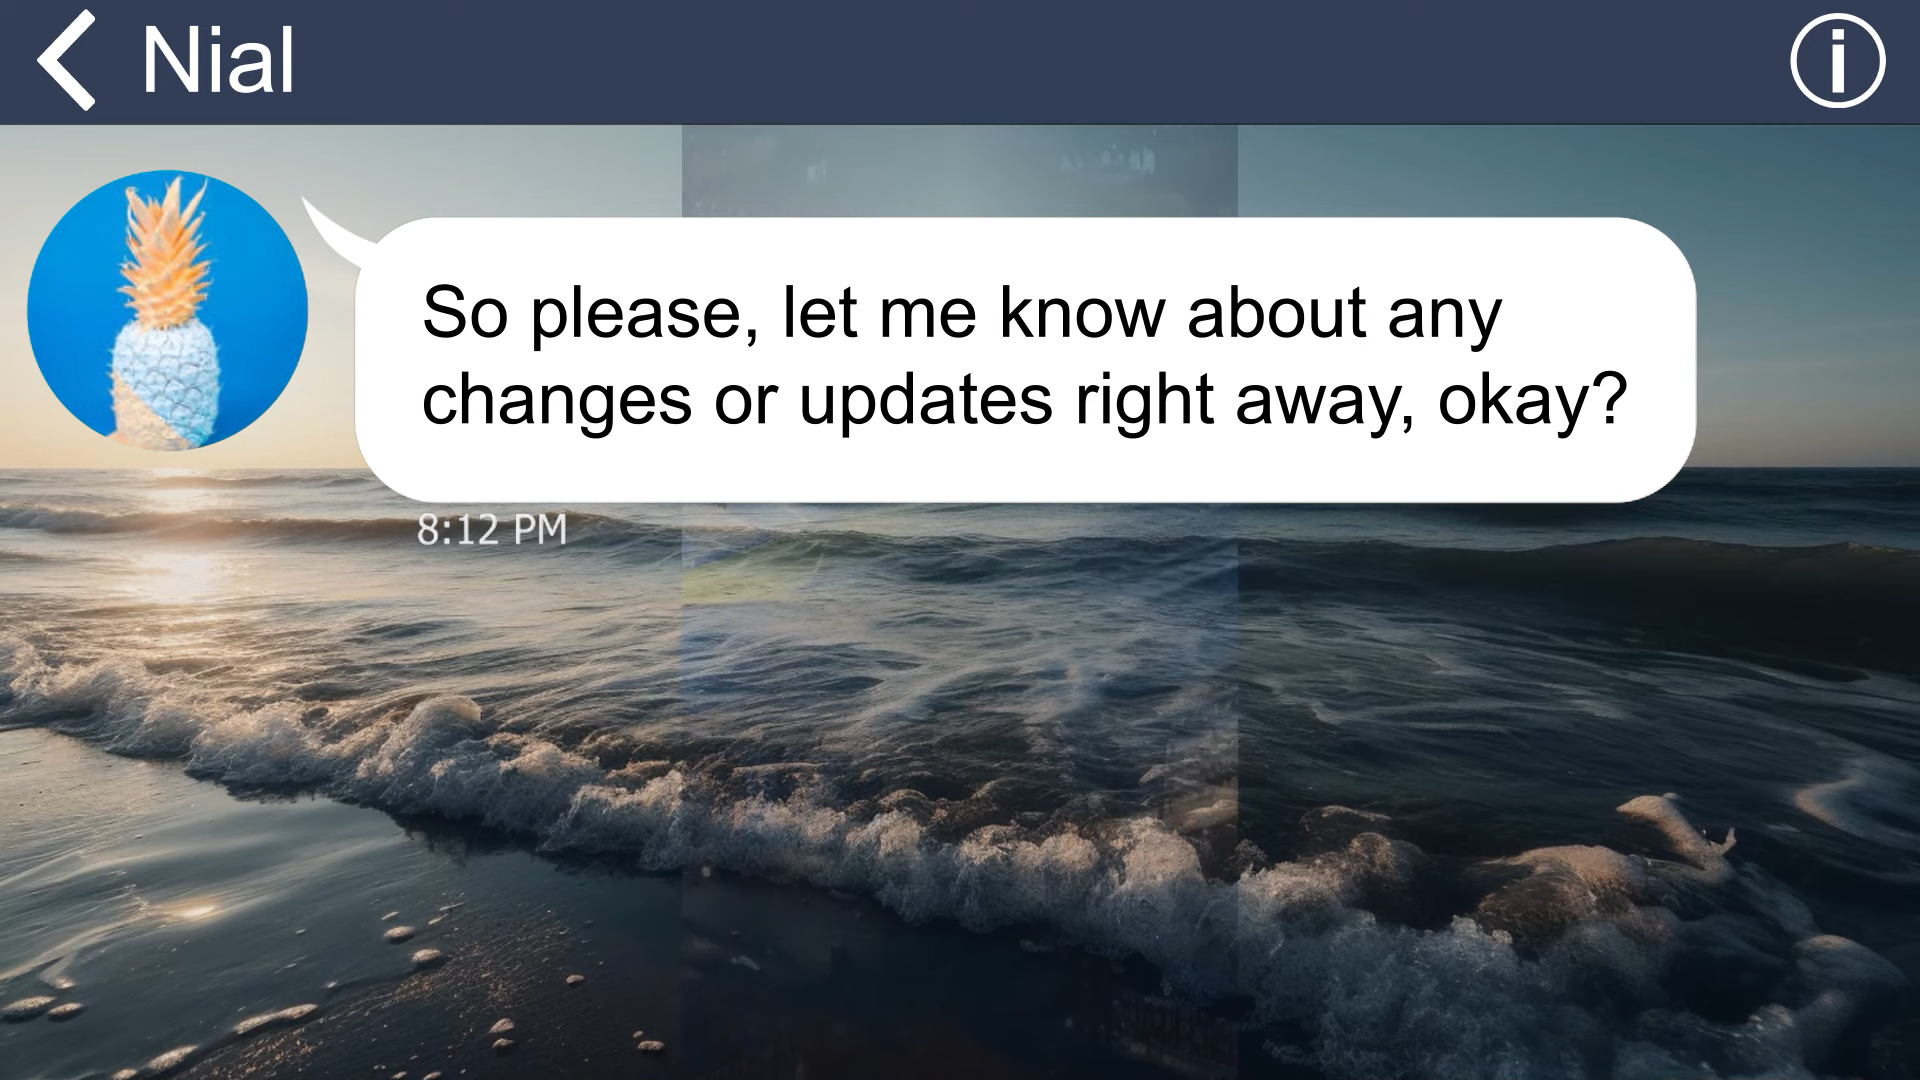 Nial
So please, let me know about any
changes or updates right away, okay?
8:12 PM